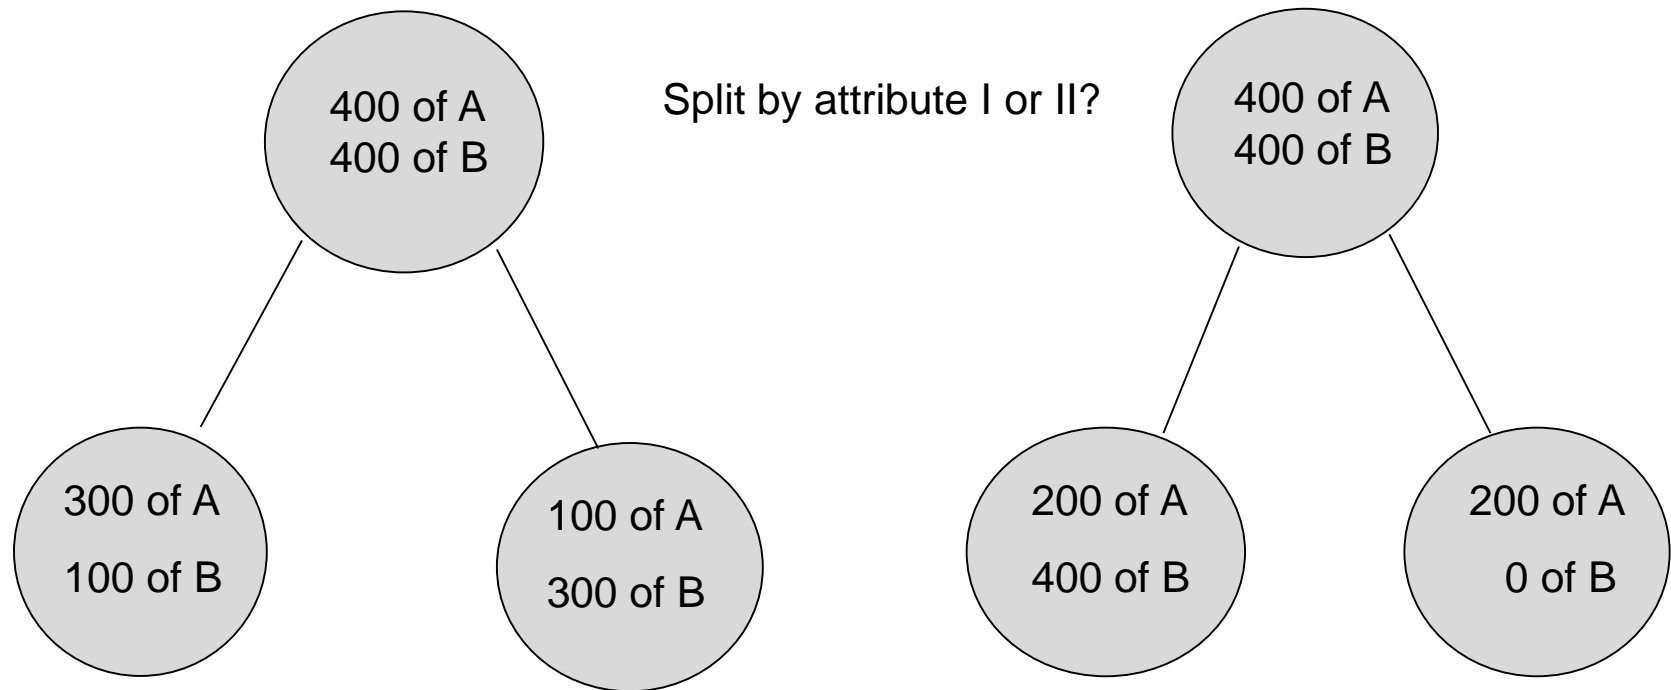 400 of A
400 of B
Split by attribute I or II?
400 of A
400 of B
300 of A
100 of B
100 of A
300 of B
200 of A
400 of B
200 of A
0 of B